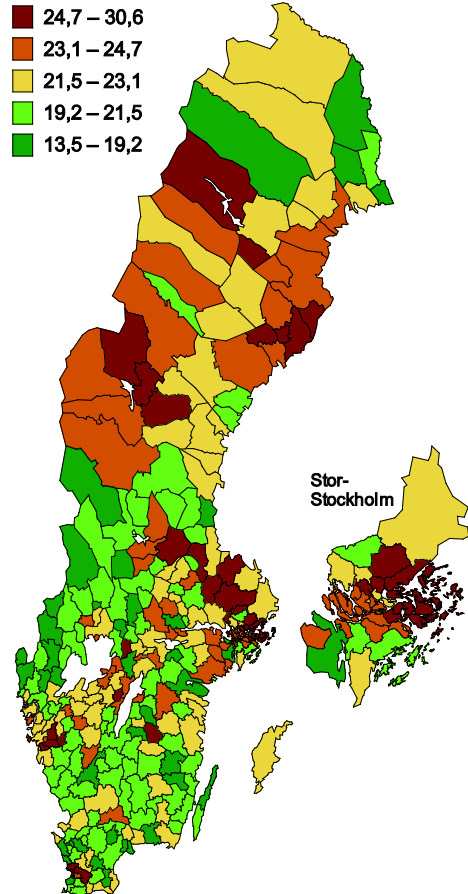 24,7 – 30,6
23,1 – 24,7
21,5 – 23,1
19,2 – 21,5
13,5 – 19,2
Stor-
Stockholm